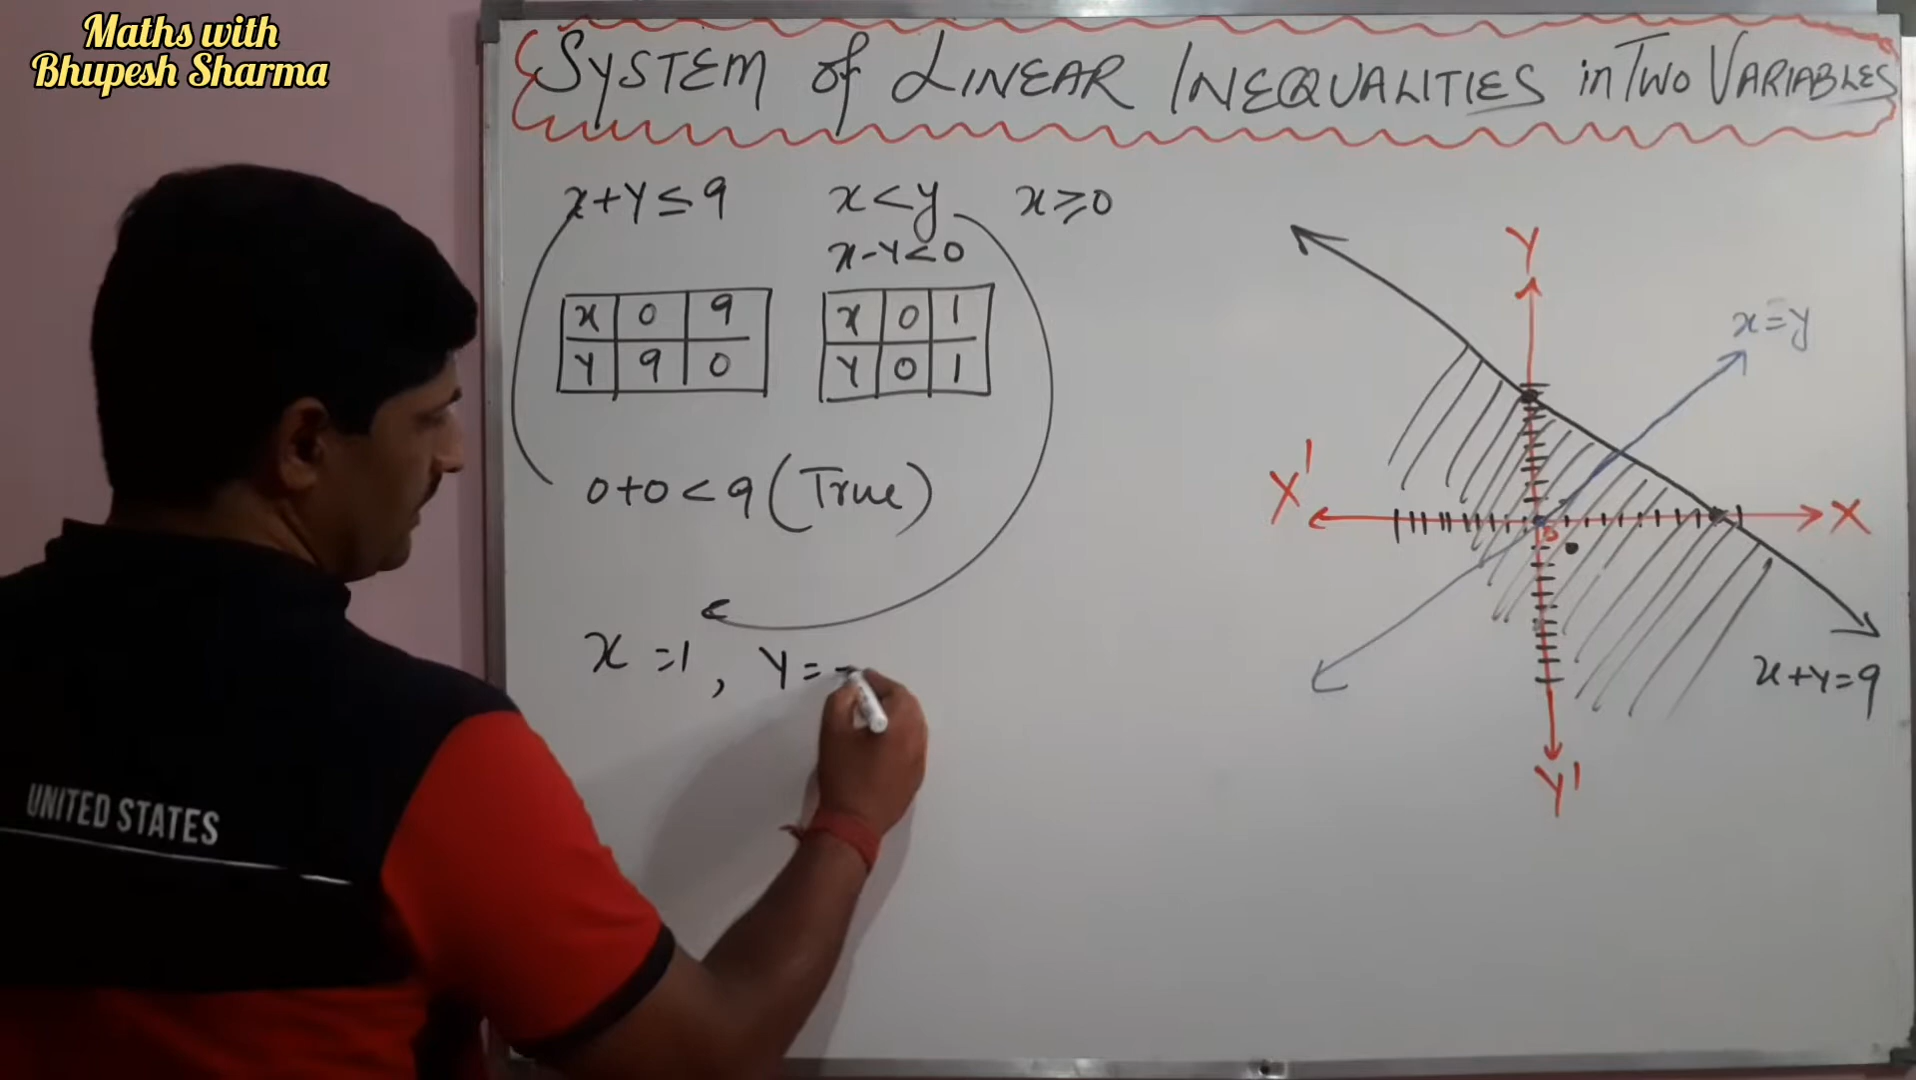 Maths with
Bhupesh Sharma
SYSTEM of LINEAR INEQUALITIES in TWO VARIABLES
x+Y≤9 x<y x≥0
x-Y<0
x 0 9
Y 9 0
x 0 1
Y 0 1
0+0<9 (True)
x=1, Y=-
Y
x=y
X' X
0
x+Y=9
Y'
UNITED STATES